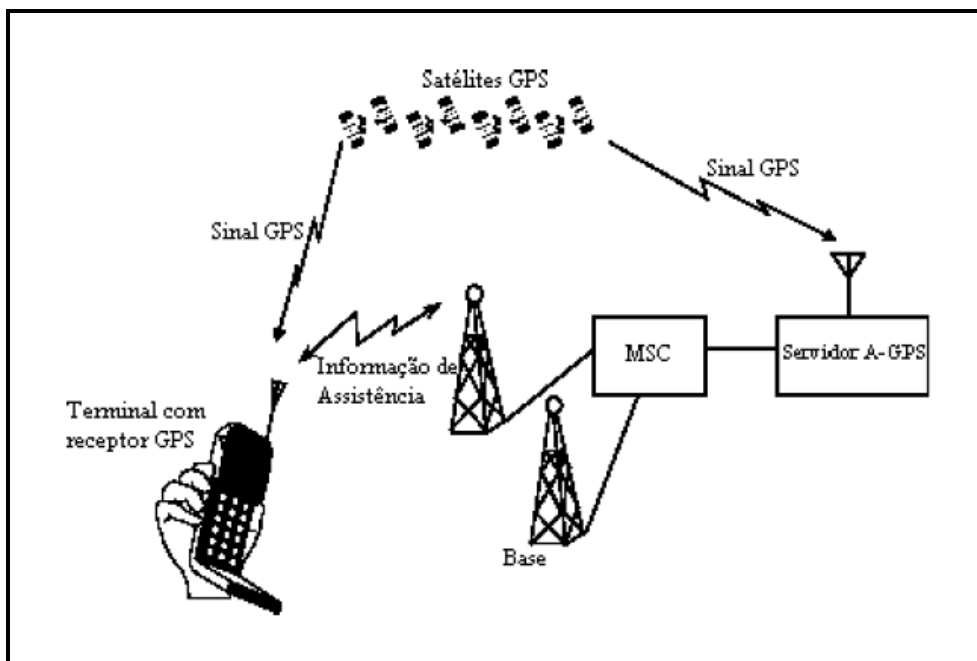 Satélites GPS
Sinal GPS
Sinal GPS
Informação de
Assistência
MSC
Servidor A-GPS
Terminal com
receptor GPS
Base